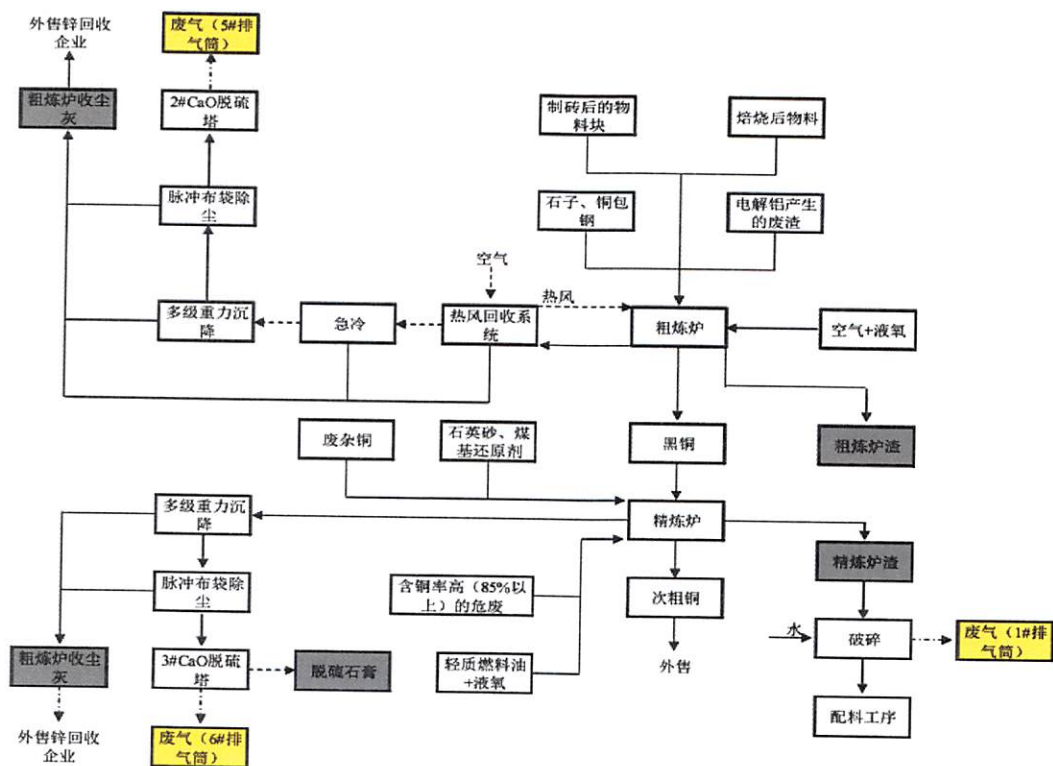 外售锌回收
企业
废气（5#排
气筒）
粗炼炉收尘
灰
2#CaO脱硫
塔
制砖后的物
料块
焙烧后物料
脉冲布袋除
尘
石子、铜包
钢
电解铝产生
的废渣
空气
热风
多级重力沉
降
急冷
热风回收系
统
粗炼炉
空气+液氧
废杂铜
石英砂、煤
基还原剂
黑铜
粗炼炉渣
多级重力沉
降
精炼炉
精炼炉渣
脉冲布袋除
尘
含铜率高（85%以
上）的危废
次粗铜
水
破碎
废气（1#排
气筒）
粗炼炉收尘
灰
3#CaO脱硫
塔
脱硫石膏
轻质燃料油
+液氧
外售
配料工序
外售锌回收
企业
废气（6#排
气筒）